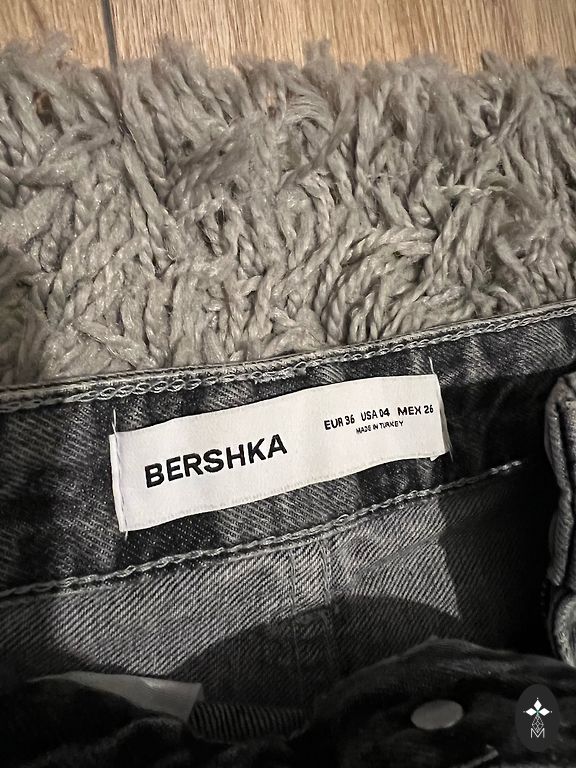 BERSHKA
EUR 36 USA 04 MEX 26
MADE IN TURKEY